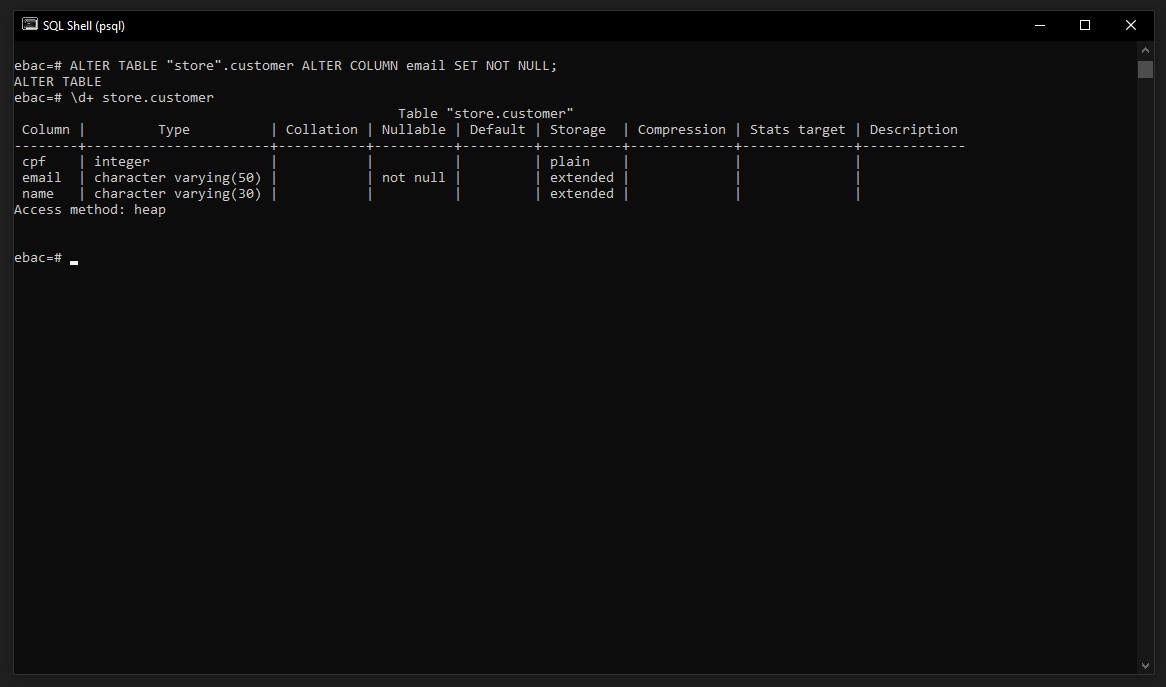 SQL Shell (psql)
ebac=# ALTER TABLE "store".customer ALTER COLUMN email SET NOT NULL;
ALTER TABLE
ebac=# \d+ store.customer
                                                Table "store.customer"
 Column |         Type          | Collation | Nullable | Default | Storage  | Compression | Stats target | Description
--------+-----------------------+-----------+----------+---------+----------+-------------+--------------+-------------
 cpf    | integer               |           |          |         | plain    |             |              |
 email  | character varying(50) |           | not null |         | extended |             |              |
 name   | character varying(30) |           |          |         | extended |             |              |
Access method: heap
ebac=#